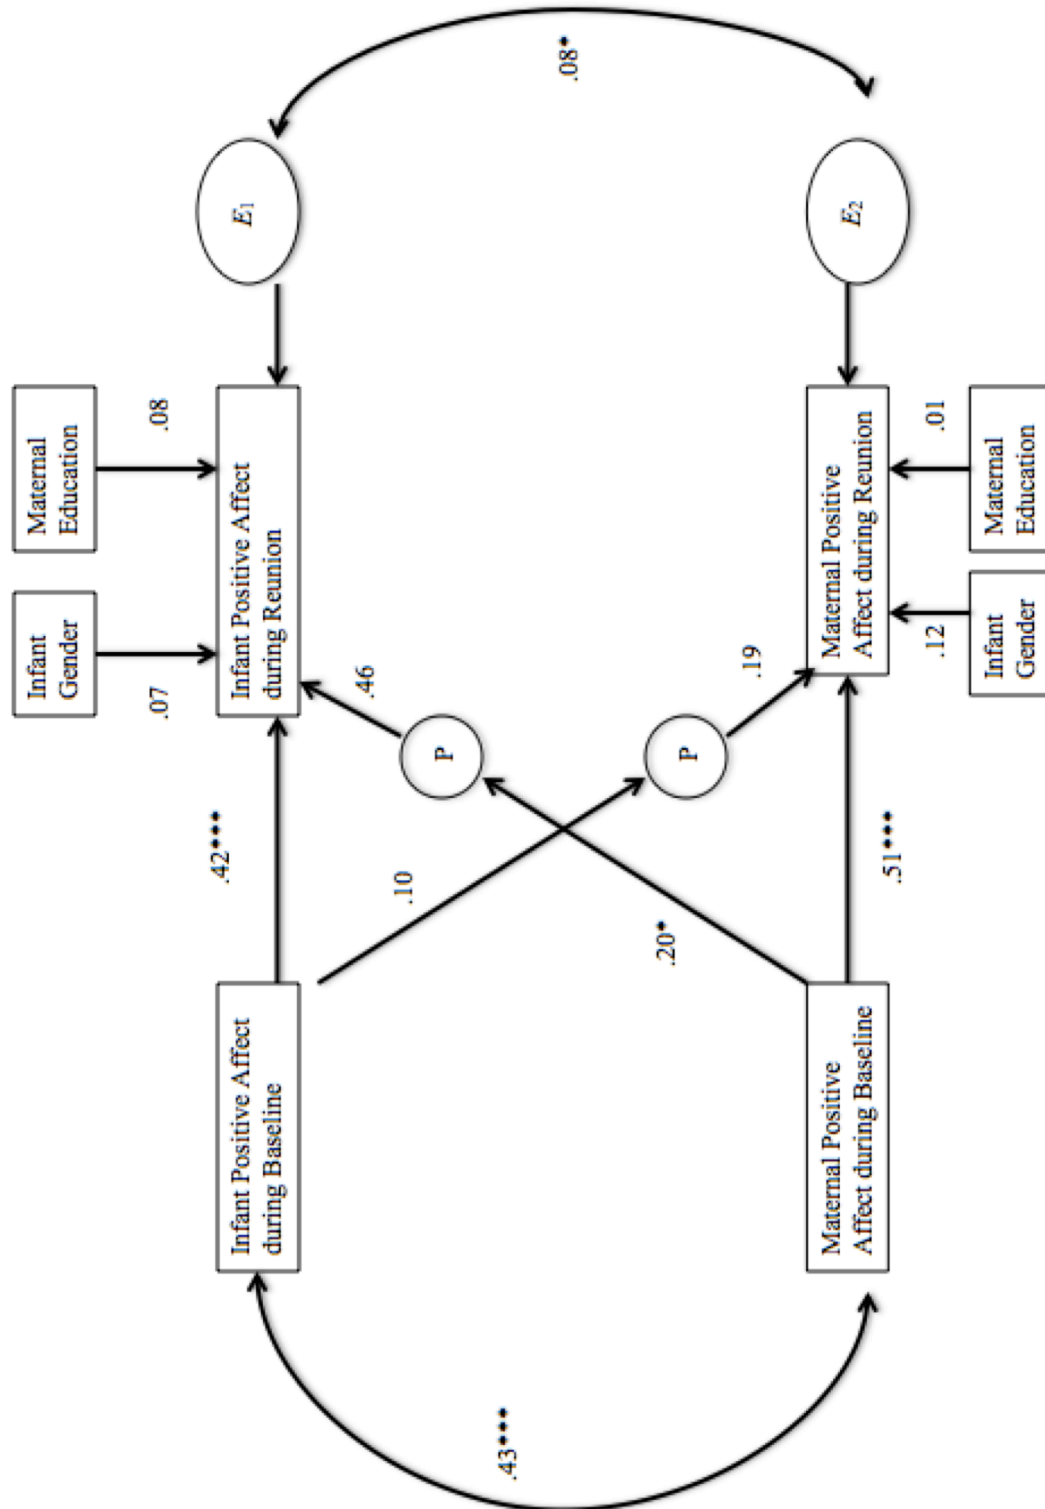 Infant
Gender
Maternal
Education
.07
.08
Infant Positive Affect
during Baseline
.42***
Infant Positive Affect
during Reunion
E1
.43***
.10
.46
P
.08*
.20*
P
.19
Maternal Positive
Affect during Baseline
.51***
Maternal Positive
Affect during Reunion
E2
.12
.01
Infant
Gender
Maternal
Education